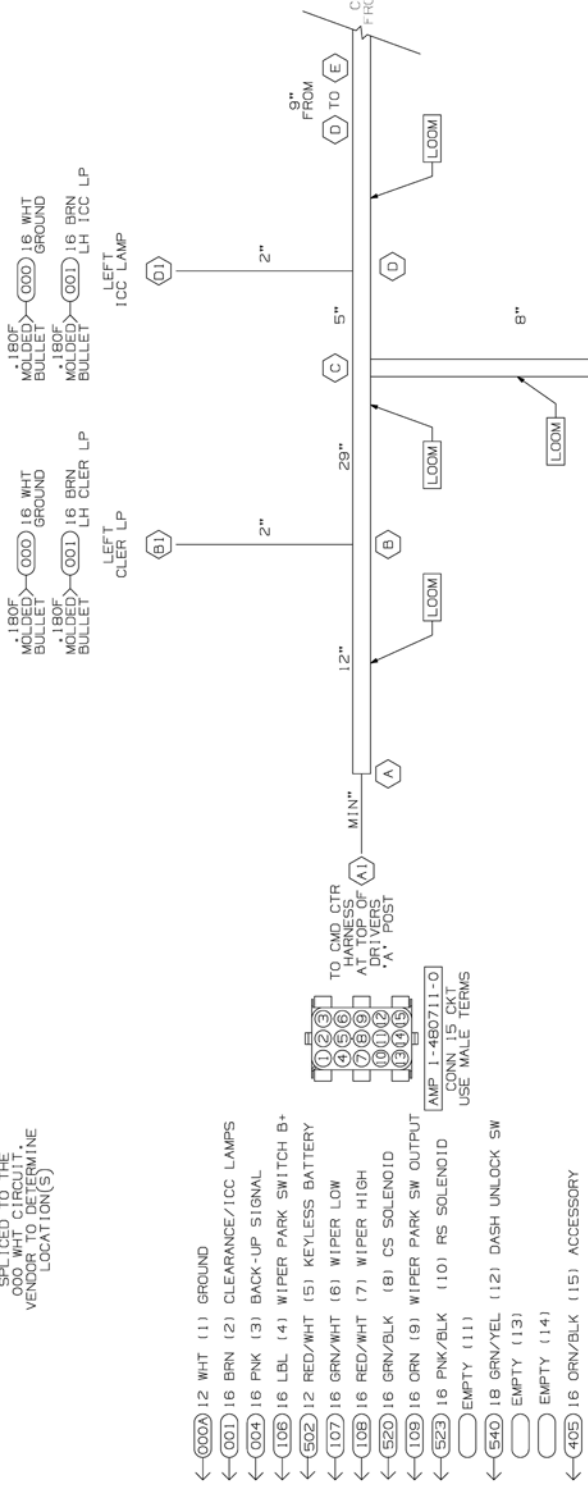 SPLICED TO THE
000 WHT CIRCUIT.
VENDOR TO DETERMINE
LOCATION(S)
000A 12 WHT (1) GROUND
001 16 BRN (2) CLEARANCE/ICC LAMPS
004 16 PNK (3) BACK-UP SIGNAL
106 16 LBL (4) WIPER PARK SWITCH B+
502 12 RED/WHT (5) KEYLESS BATTERY
107 16 GRN/WHT (6) WIPER LOW
108 16 RED/WHT (7) WIPER HIGH
520 16 GRN/BLK (8) CS SOLENOID
109 16 ORN (9) WIPER PARK SW OUTPUT
523 16 PNK/BLK (10) RS SOLENOID
EMPTY (11)
540 18 GRN/YEL (12) DASH UNLOCK SW
EMPTY (13)
EMPTY (14)
405 16 ORN/BLK (15) ACCESSORY
1 2 3
4 5 6
7 8 9
10 11 12
13 14 15
AMP 1-480711-0
CONN 15 CKT
USE MALE TERMS
TO CMD CTR
HARNESS
AT TOP OF
DRIVERS
'A' POST
A1
MIN"
A
12"
LOOM
.180F
MOLDED 000 16 WHT
BULLET GROUND
.180F
MOLDED 001 16 BRN
BULLET LH CLER LP
LEFT
CLER LP
B1
2"
B
29"
LOOM
C
8"
LOOM
5"
.180F
MOLDED 000 16 WHT
BULLET GROUND
.180F
MOLDED 001 16 BRN
BULLET LH ICC LP
LEFT
ICC LAMP
D1
2"
D
LOOM
9"
FROM
D TO E
C
FRO